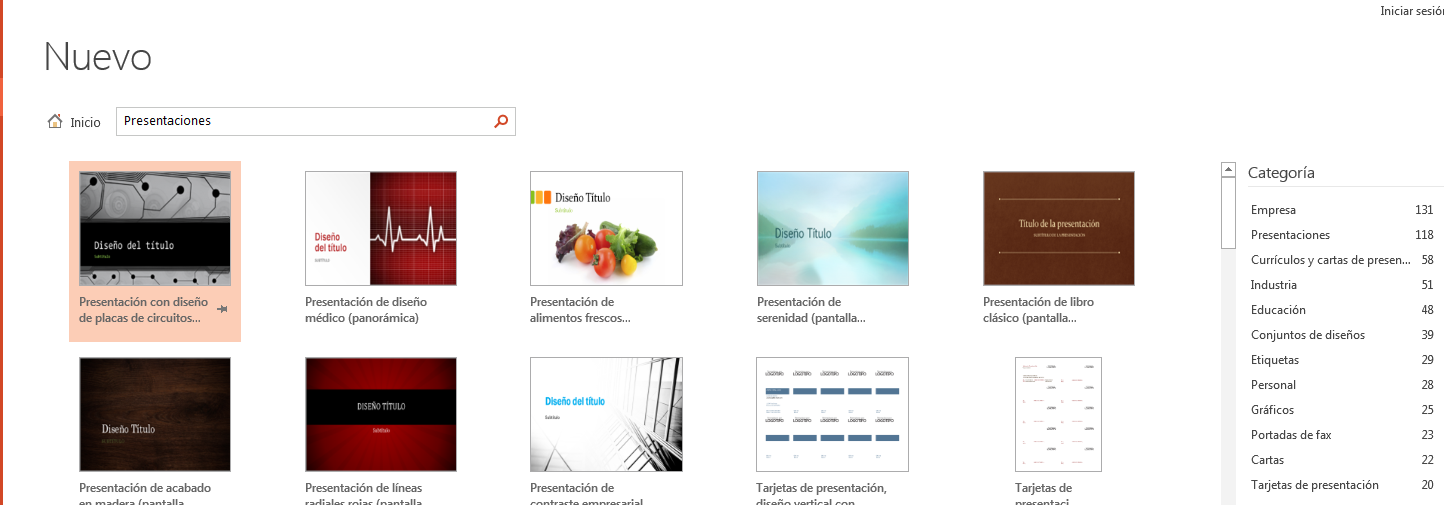 Iniciar sesión
Nuevo
Inicio
Presentaciones
Diseño del título
Subtítulo
Presentación con diseño
de placas de circuitos...
Diseño
del título
SUBTÍTULO
Presentación de diseño
médico (panorámica)
Diseño Título
Subtítulo
Presentación de
alimentos frescos...
Diseño Título
Subtítulo
Presentación de
serenidad (pantalla...
Título de la presentación
SUBTÍTULO DE LA PRESENTACIÓN
Presentación de libro
clásico (pantalla...
Diseño Título
SUBTÍTULO
Presentación de acabado
en madera (pantalla
DISEÑO TÍTULO
Subtítulo
Presentación de líneas
radiales rojas (pantalla
Diseño del título
Subtítulo
Presentación de
contraste empresarial
Tarjetas de presentación,
diseño vertical con
Tarjetas de
presentaci
Categoría
Empresa 131
Presentaciones 118
Currículos y cartas de presen... 58
Industria 51
Educación 48
Conjuntos de diseños 39
Etiquetas 29
Personal 28
Gráficos 25
Portadas de fax 23
Cartas 22
Tarjetas de presentación 20